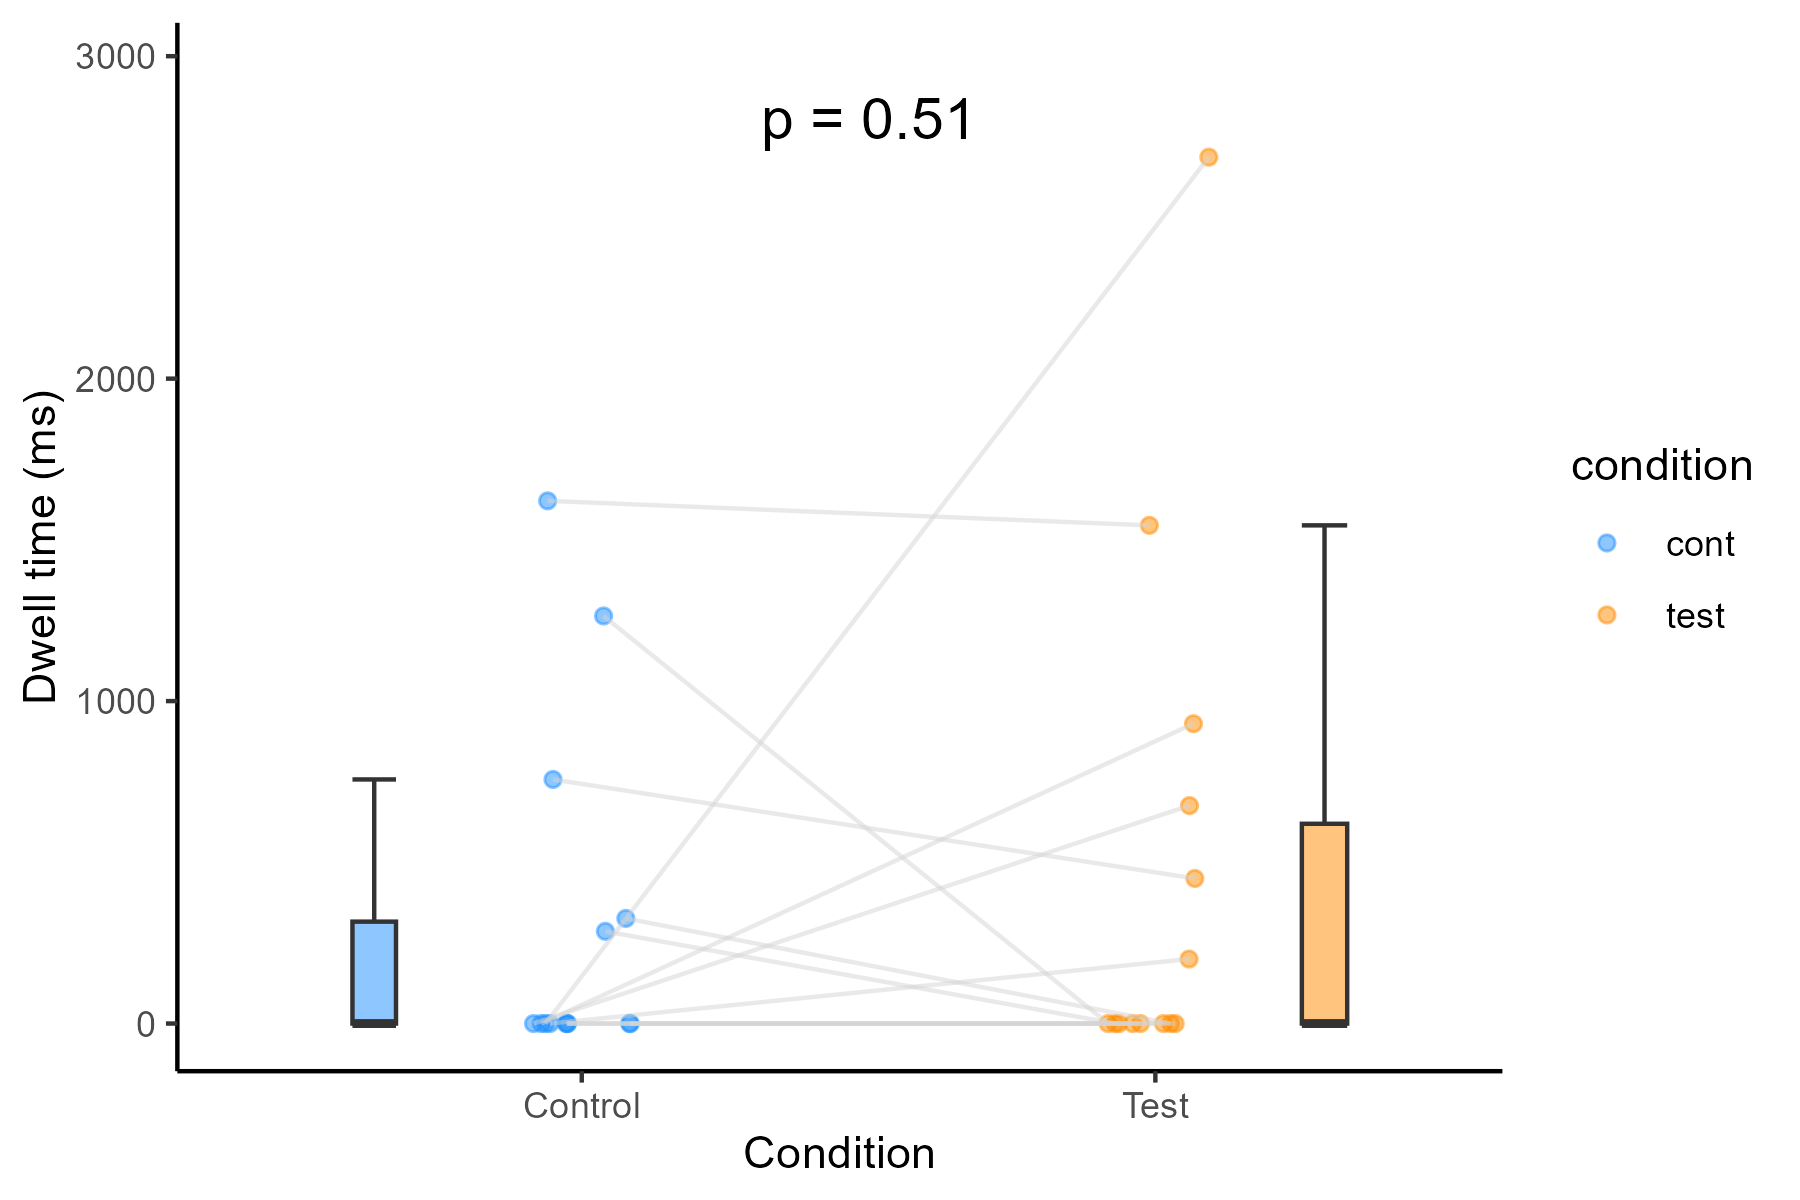 3000
p = 0.51
2000
1000
0
Dwell time (ms)
Control
Test
Condition
condition
cont
test